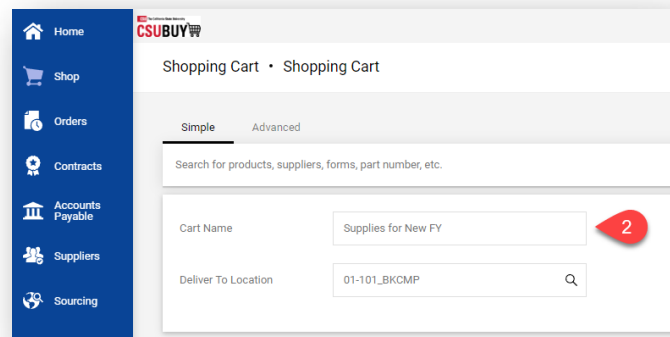 Home
CSUBUY
Shop
Shopping Cart • Shopping Cart
Orders
Simple Advanced
Contracts
Search for products, suppliers, forms, part number, etc.
Accounts
Payable
Cart Name Supplies for New FY 2
Suppliers
Deliver To Location 01-101_BKCMP
Sourcing